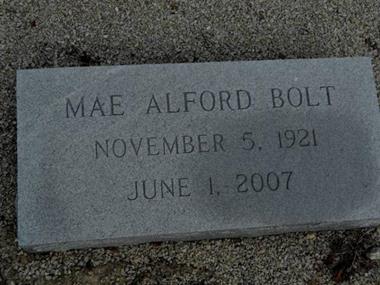 MAE ALFORD BOLT
NOVEMBER 5, 1921
JUNE 1, 2007